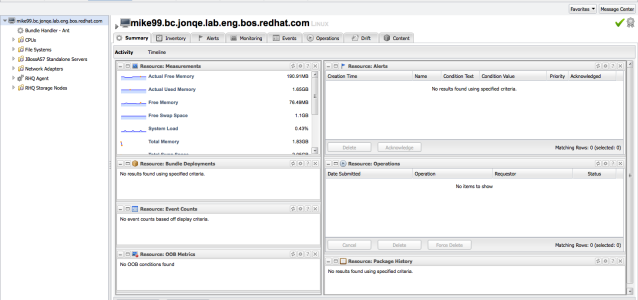 Favorites
Message Center
mike99.bc.jonqe.lab.eng.bos.redhat.com
Bundle Handler - Ant
CPUs
File Systems
JBossAS7 Standalone Servers
Network Adapters
RHQ Agent
RHQ Storage Nodes
mike99.bc.jonqe.lab.eng.bos.redhat.com LINUX
Summary Inventory Alerts Monitoring Events Operations Drift Content
Activity Timeline
Resource: Measurements
Actual Free Memory 190.91MB
Actual Used Memory 1.65GB
Free Memory 76.48MB
Free Swap Space 1.1GB
System Load 0.43%
Total Memory 1.83GB
Resource: Bundle Deployments
No results found using specified criteria.
Resource: Event Counts
No event counts based off display criteria.
Resource: OOB Metrics
No OOB conditions found
Resource: Alerts
Creation Time Name Condition Text Condition Value Priority Acknowledged
No results found using specified criteria.
Delete Acknowledge Matching Rows: 0 (selected: 0)
Resource: Operations
Date Submitted Operation Requestor Status
No items to show
Cancel Delete Force Delete Matching Rows: 0 (selected: 0)
Resource: Package History
No results found using specified criteria.